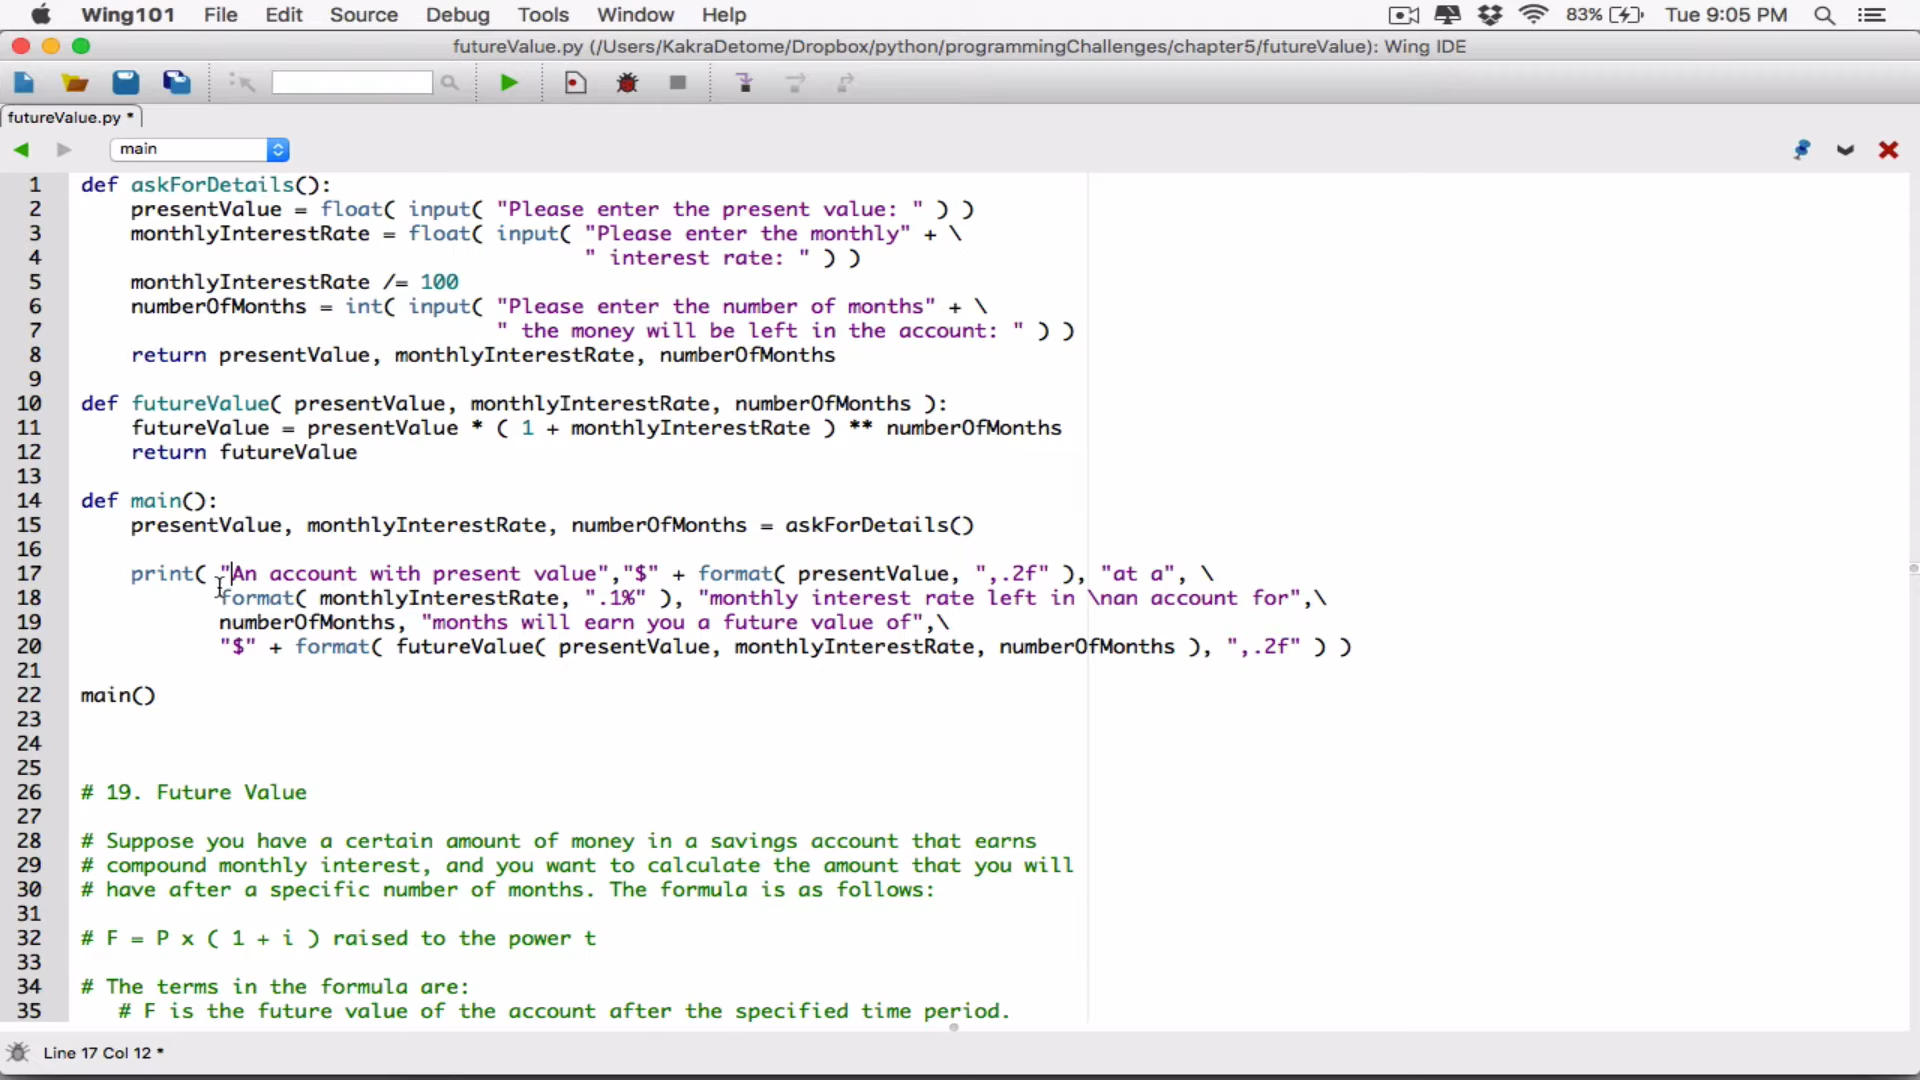 Wing101 File Edit Source Debug Tools Window Help 83% Tue 9:05 PM
futureValue.py (/Users/KakraDetome/Dropbox/python/programmingChallenges/chapter5/futureValue): Wing IDE
futureValue.py *
main
1 def askForDetails():
2 presentValue = float( input( "Please enter the present value: " ) )
3 monthlyInterestRate = float( input( "Please enter the monthly" + \
4 " interest rate: " ) )
5 monthlyInterestRate /= 100
6 numberOfMonths = int( input( "Please enter the number of months" + \
7 " the money will be left in the account: " ) )
8 return presentValue, monthlyInterestRate, numberOfMonths
9
10 def futureValue( presentValue, monthlyInterestRate, numberOfMonths ):
11 futureValue = presentValue * ( 1 + monthlyInterestRate ) ** numberOfMonths
12 return futureValue
13
14 def main():
15 presentValue, monthlyInterestRate, numberOfMonths = askForDetails()
16
17 print( "An account with present value","$" + format( presentValue, ",.2f" ), "at a", \
18 format( monthlyInterestRate, ".1%" ), "monthly interest rate left in \nan account for",\
19 numberOfMonths, "months will earn you a future value of",\
20 "$" + format( futureValue( presentValue, monthlyInterestRate, numberOfMonths ), ",.2f" ) )
21
22 main()
23
24
25
26 # 19. Future Value
27
28 # Suppose you have a certain amount of money in a savings account that earns
29 # compound monthly interest, and you want to calculate the amount that you will
30 # have after a specific number of months. The formula is as follows:
31
32 # F = P x ( 1 + i ) raised to the power t
33
34 # The terms in the formula are:
35 # F is the future value of the account after the specified time period.
Line 17 Col 12 *